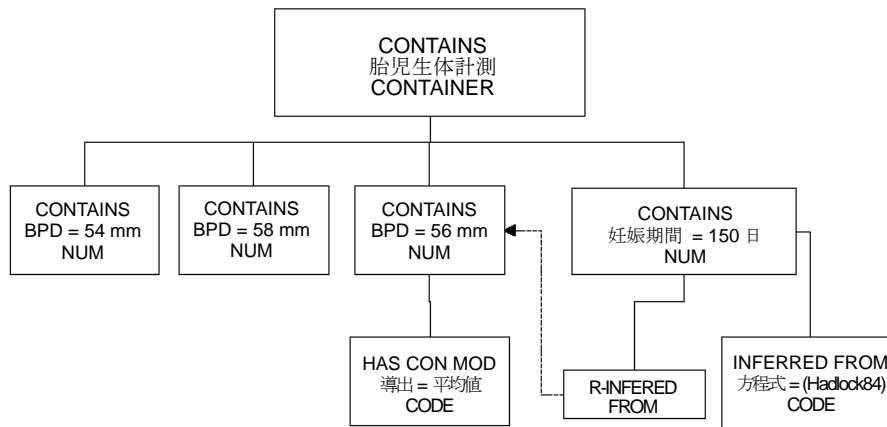 CONTAINS
胎児生体計測
CONTAINER
CONTAINS
BPD = 54 mm
NUM
CONTAINS
BPD = 58 mm
NUM
CONTAINS
BPD = 56 mm
NUM
CONTAINS
妊娠期間 = 150 日
NUM
HAS CON MOD
導出 = 平均値
CODE
R-INFERED
FROM
INFERRED FROM
方程式 = (Hadlock84)
CODE